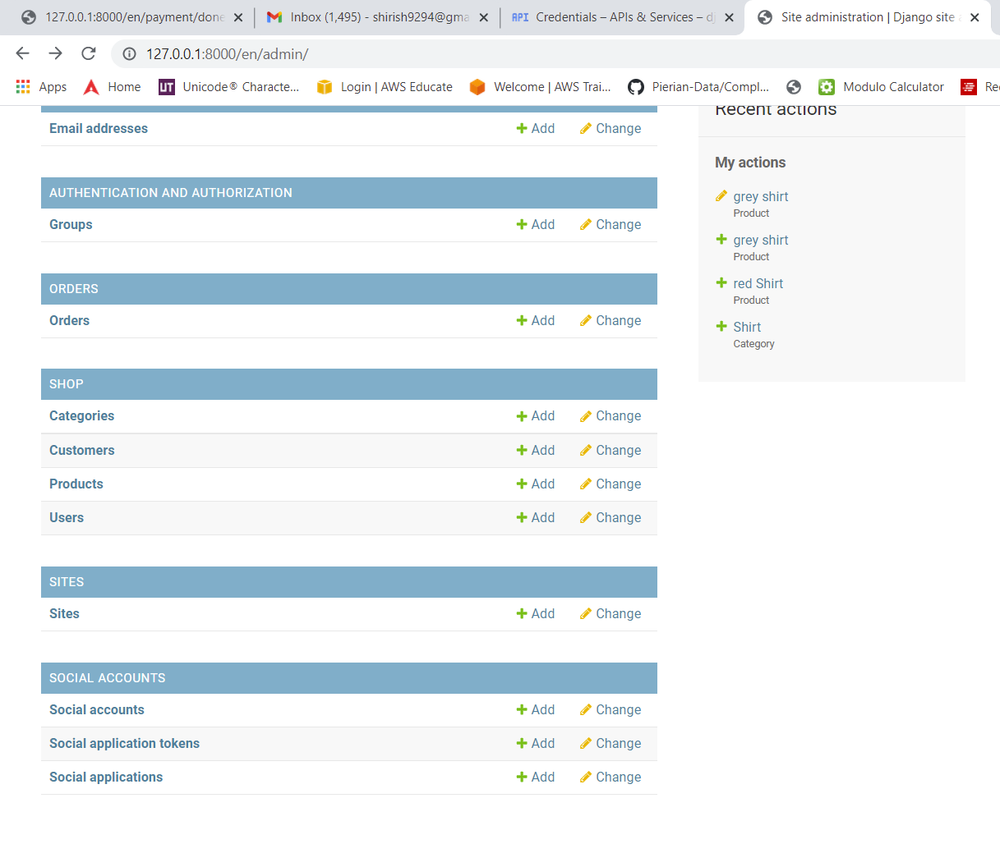 127.0.0.1:8000/en/payment/done
Inbox (1,495) - shirish9294@gma
API Credentials – APIs & Services – dj
Site administration | Django site a
127.0.0.1:8000/en/admin/
Apps
Home
UT Unicode® Characte...
Login | AWS Educate
Welcome | AWS Trai...
Pierian-Data/Compl...
Modulo Calculator
Re
Email addresses Add Change
AUTHENTICATION AND AUTHORIZATION
Groups Add Change
ORDERS
Orders Add Change
SHOP
Categories Add Change
Customers Add Change
Products Add Change
Users Add Change
SITES
Sites Add Change
SOCIAL ACCOUNTS
Social accounts Add Change
Social application tokens Add Change
Social applications Add Change
Recent actions
My actions
grey shirt
Product
grey shirt
Product
red Shirt
Product
Shirt
Category